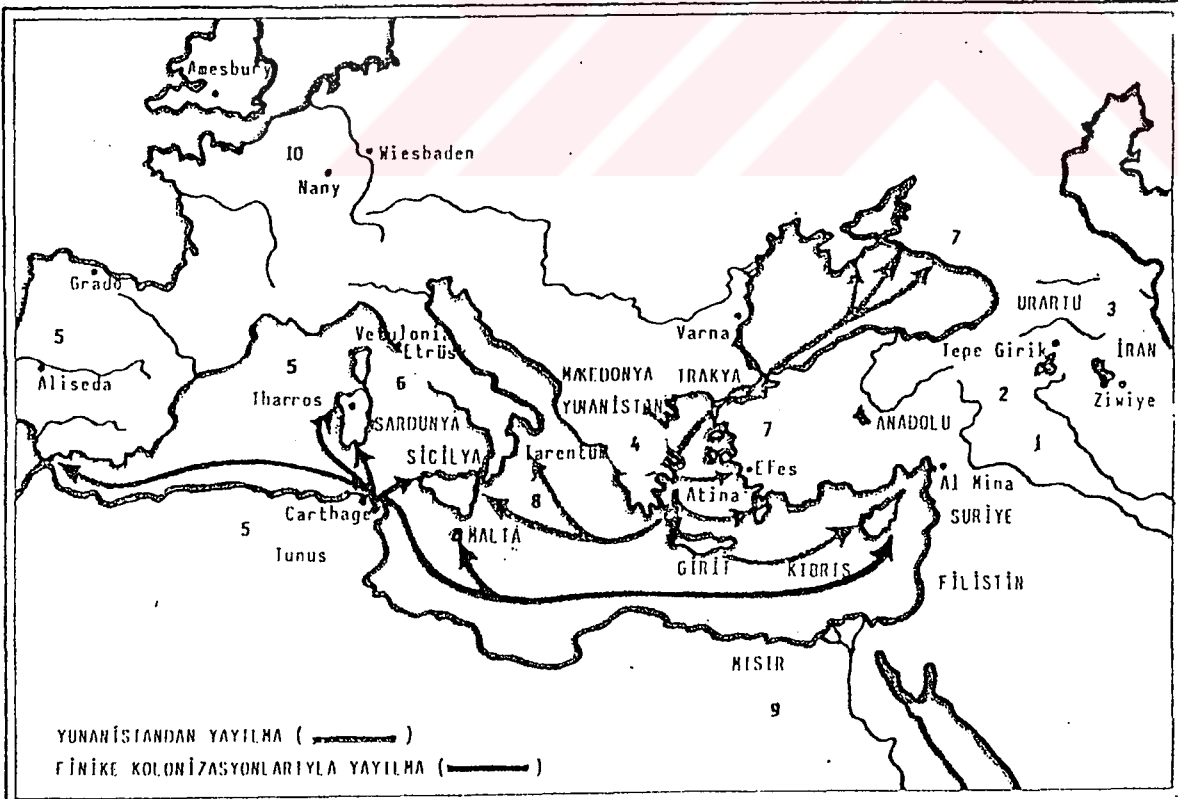 Amesbury
10
Wiesbaden
Nany
7
Grado
URARTU
3
5
Varna
Vetulonia
Etrüsk
Tepe Girik
İRAN
5
6
MAKEDONYA
TRAKYA
2
Ziwiye
Aliseda
Tharros
YUNANİSTAN
SARDUNYA
4
7
ANADOLU
1
SİCİLYA
Tarentum
Efes
8
Atina
Al Mina
Carthage
SURİYE
5
MALTA
Tunus
GİRİT
KIBRIS
FİLİSTİN
MISIR
9
YUNANİSTANDAN YAYILMA ( )
FİNİKE KOLONİZASYONLARIYLA YAYILMA ( )